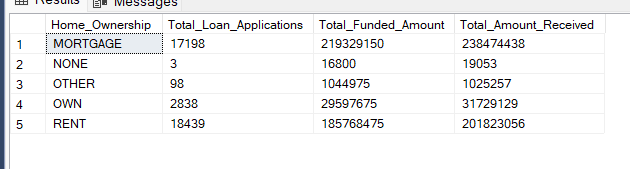 Results Messages
Home_Ownership Total_Loan_Applications Total_Funded_Amount Total_Amount_Received
1 MORTGAGE 17198 219329150 238474438
2 NONE 3 16800 19053
3 OTHER 98 1044975 1025257
4 OWN 2838 29597675 31729129
5 RENT 18439 185768475 201823056